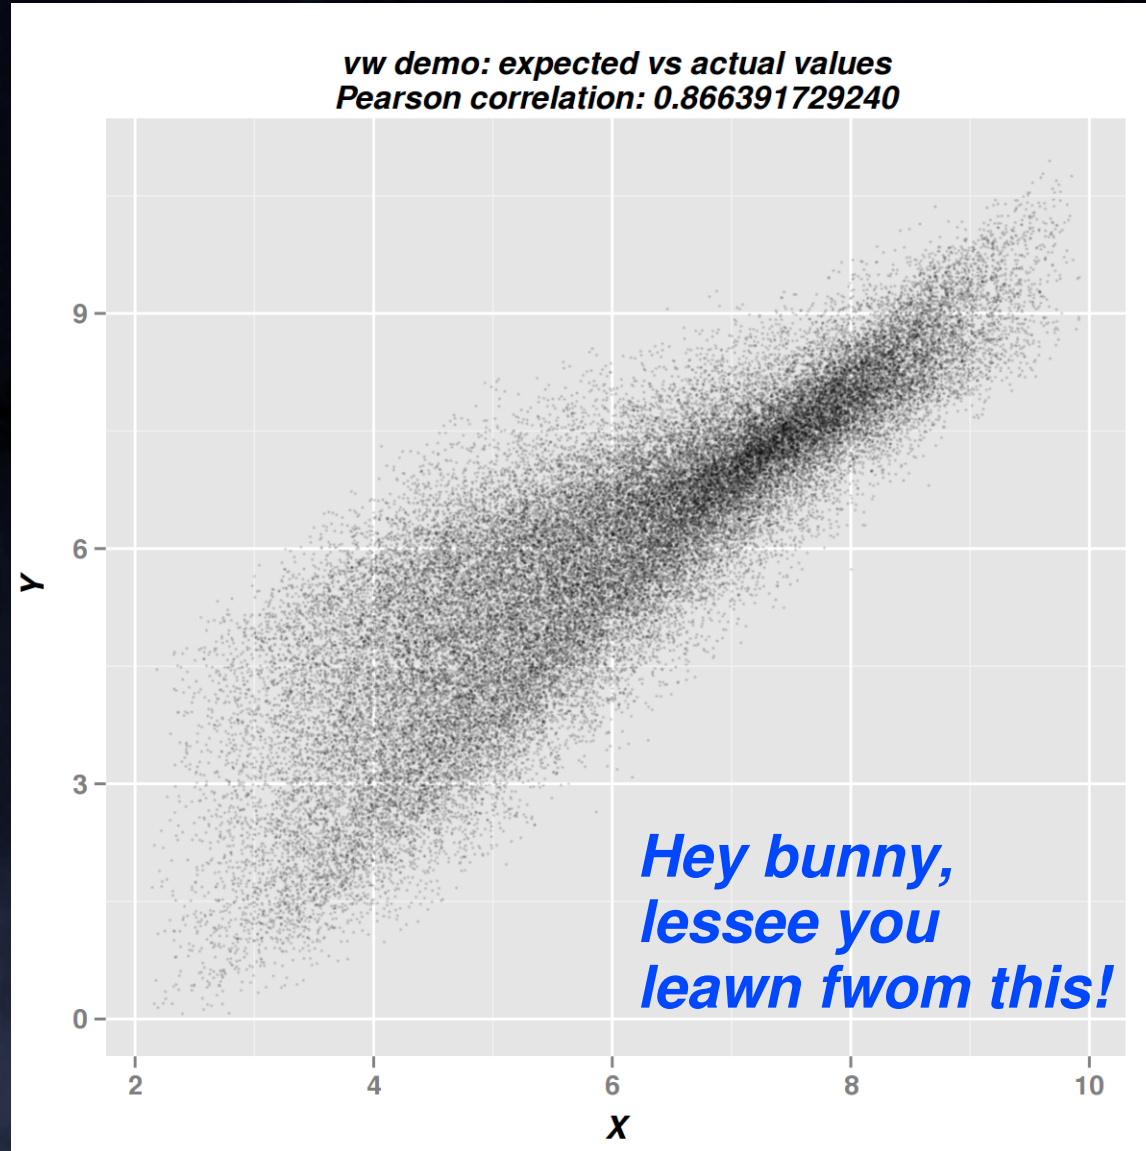 vw demo: expected vs actual values
Pearson correlation: 0.866391729240
9
6
Y
3
Hey bunny,
lessee you
leawn fwom this!
0
2 4 6 8 10
X